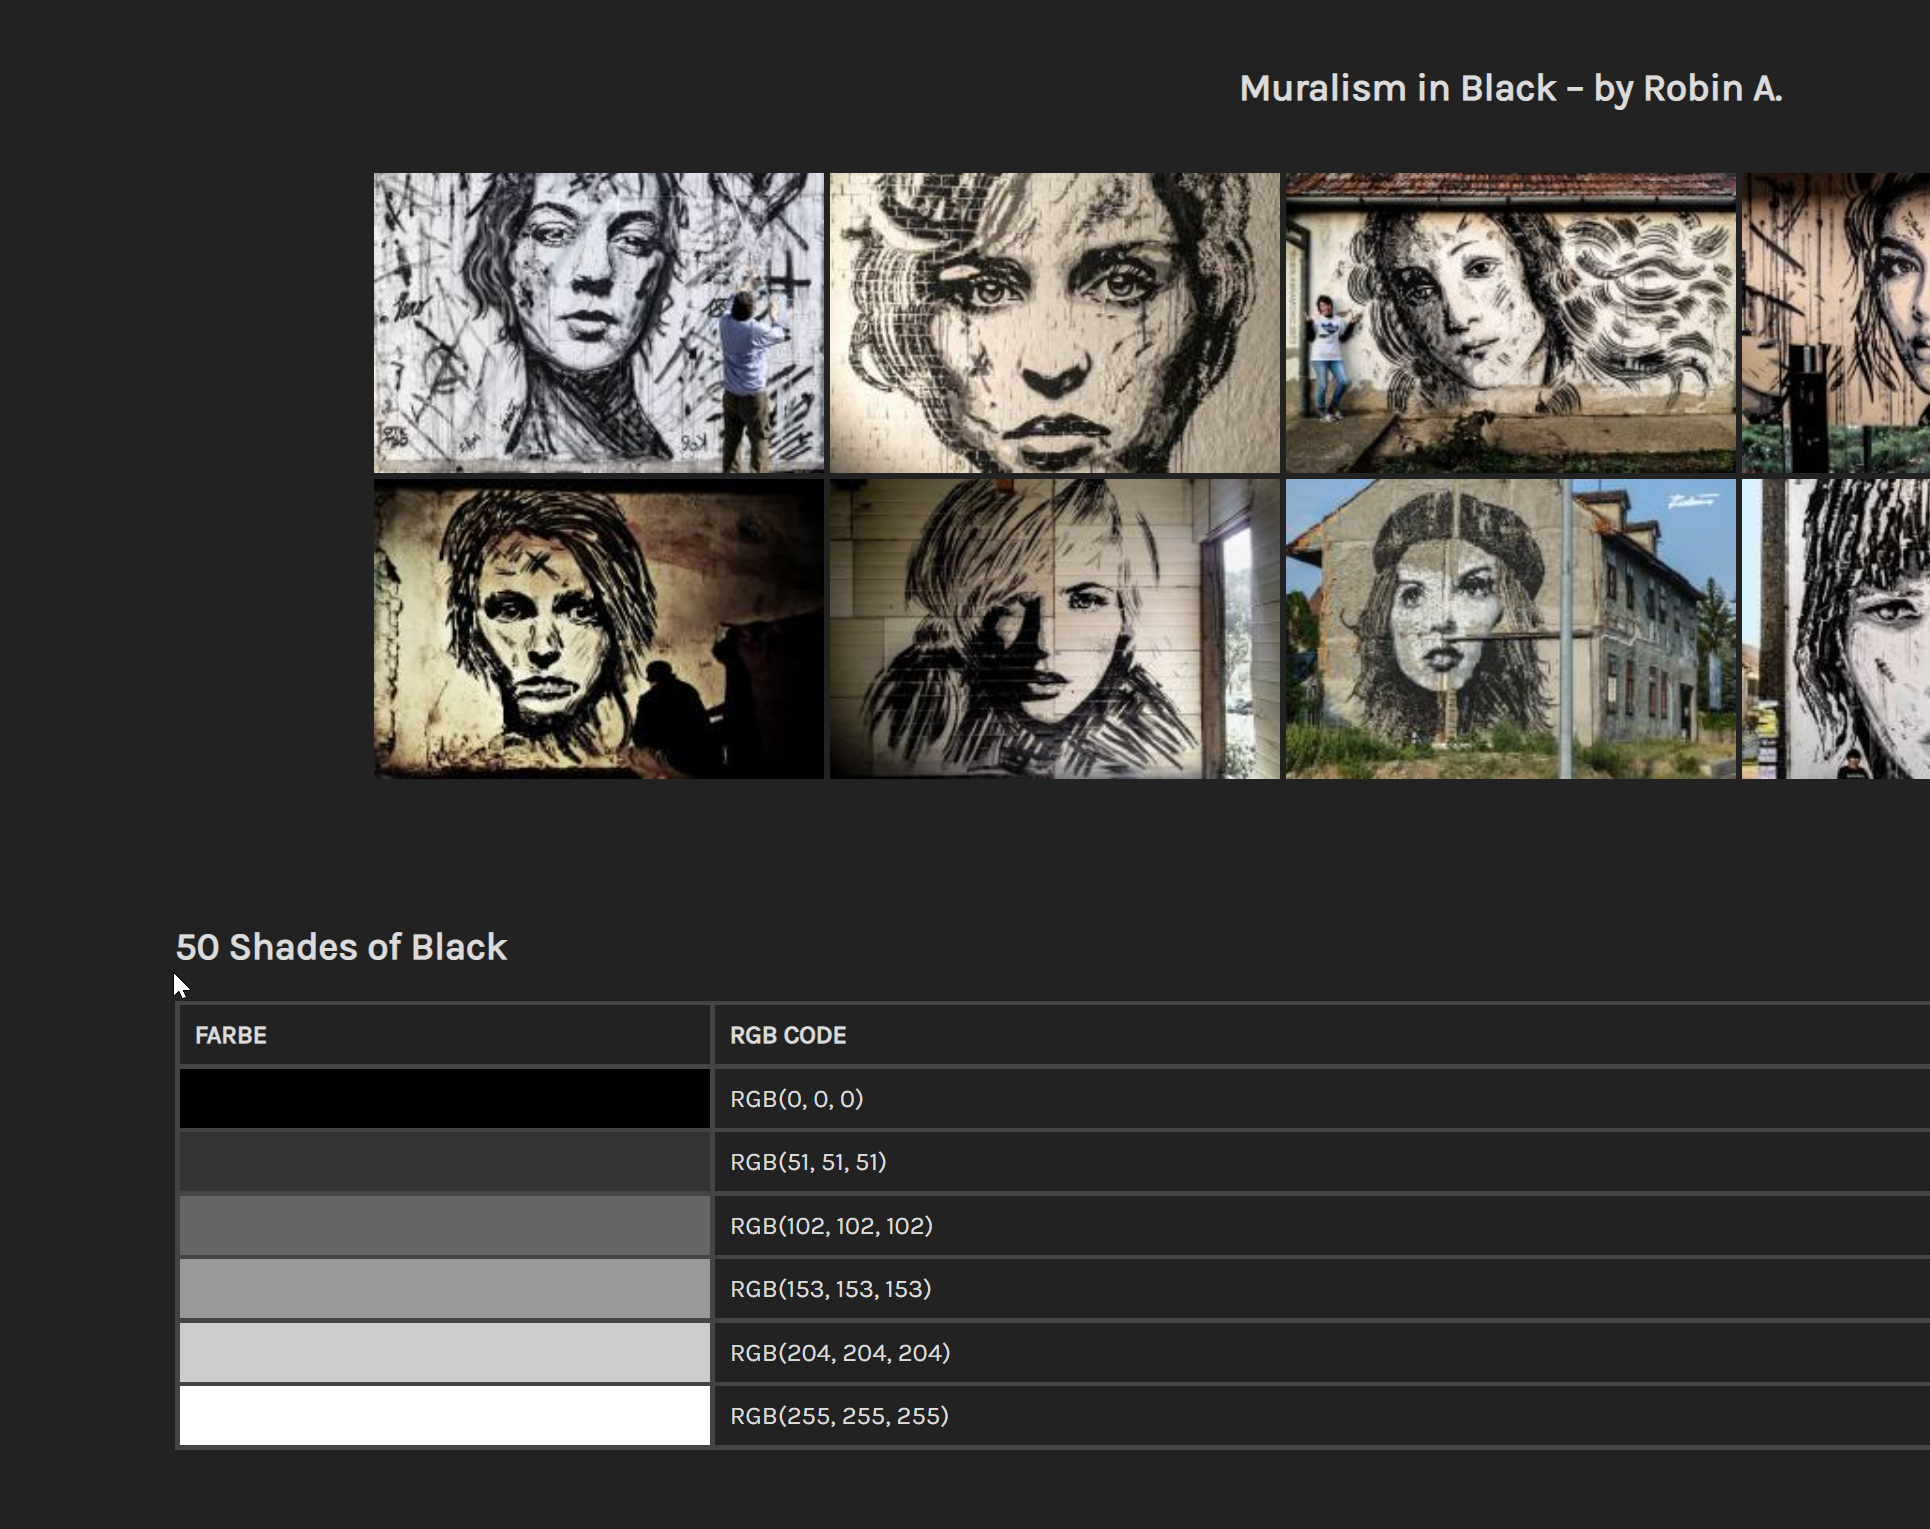 Muralism in Black – by Robin A.
50 Shades of Black
FARBE
RGB CODE
RGB(0, 0, 0)
RGB(51, 51, 51)
RGB(102, 102, 102)
RGB(153, 153, 153)
RGB(204, 204, 204)
RGB(255, 255, 255)